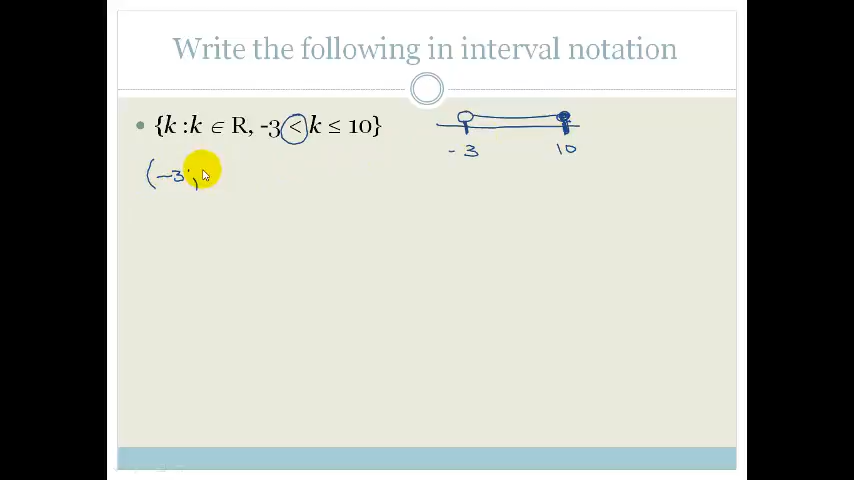 Write the following in interval notation
{k :k ∈ R, -3 < k ≤ 10}
-3 10
(-3;